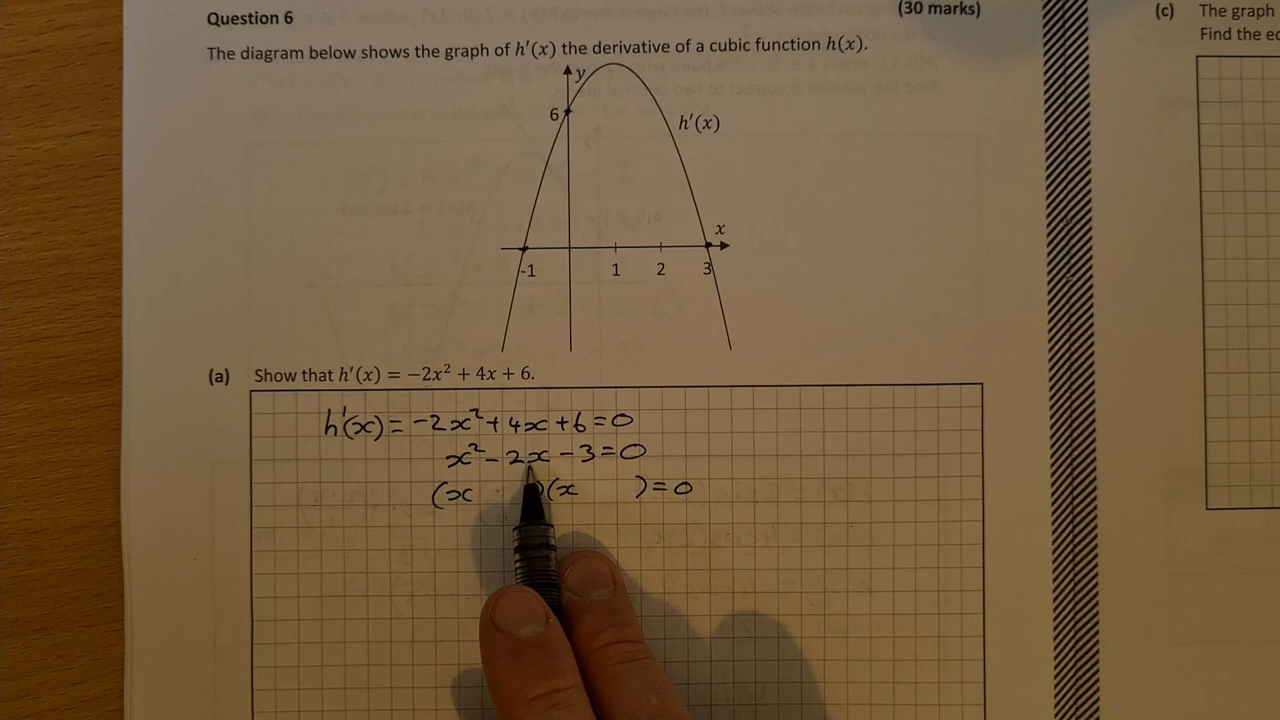 Question 6
(30 marks)
The diagram below shows the graph of h′(x) the derivative of a cubic function h(x).
y
6
h′(x)
x
-1
1
2
3
(a) Show that h′(x) = −2x² + 4x + 6.
h'(x) = -2x² + 4x + 6 = 0
x² - 2x - 3 = 0
(x )(x ) = 0
(c) The graph
Find the